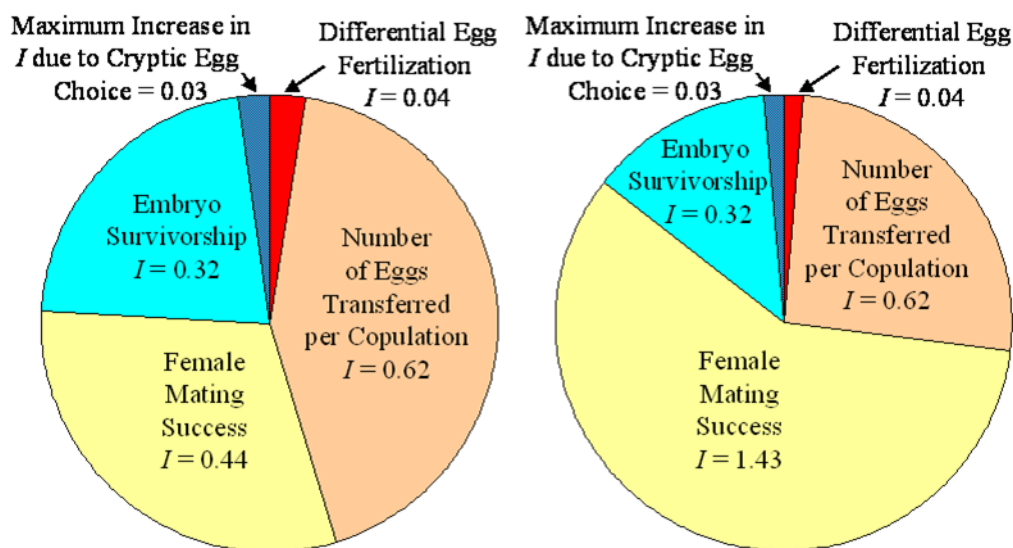 Maximum Increase in
I due to Cryptic Egg
Choice = 0.03
Differential Egg
Fertilization
I = 0.04
Embryo
Survivorship
I = 0.32
Number
of Eggs
Transferred
per Copulation
I = 0.62
Female
Mating
Success
I = 0.44
Maximum Increase in
I due to Cryptic Egg
Choice = 0.03
Differential Egg
Fertilization
I = 0.04
Embryo
Survivorship
I = 0.32
Number
of Eggs
Transferred
per Copulation
I = 0.62
Female
Mating
Success
I = 1.43